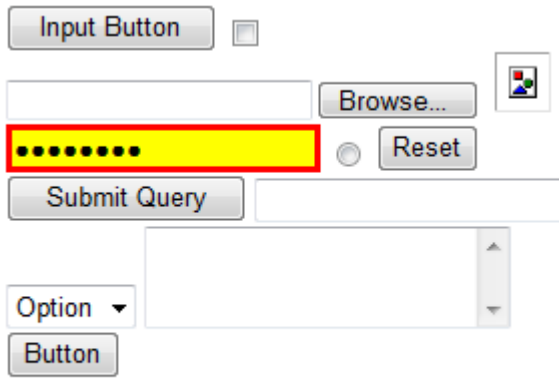 Input Button
Browse...
●●●●●●●● Reset
Submit Query
Option
Button